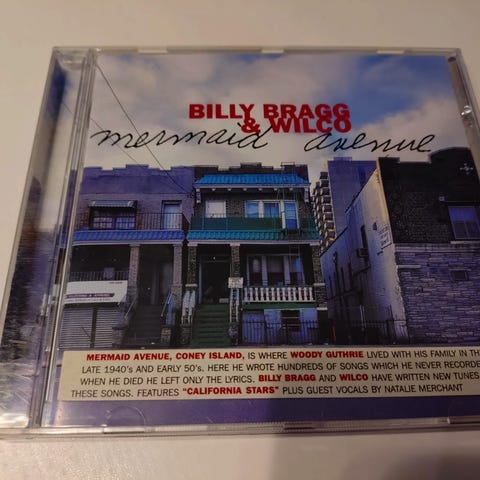 BILLY BRAGG
& WILCO
mermaid avenue
MERMAID AVENUE, CONEY ISLAND, IS WHERE WOODY GUTHRIE LIVED WITH HIS FAMILY IN TH
LATE 1940's AND EARLY 50's. HERE HE WROTE HUNDREDS OF SONGS WHICH HE NEVER RECORDE
WHEN HE DIED HE LEFT ONLY THE LYRICS. BILLY BRAGG AND WILCO HAVE WRITTEN NEW TUNES
THESE SONGS. FEATURES "CALIFORNIA STARS" PLUS GUEST VOCALS BY NATALIE MERCHANT